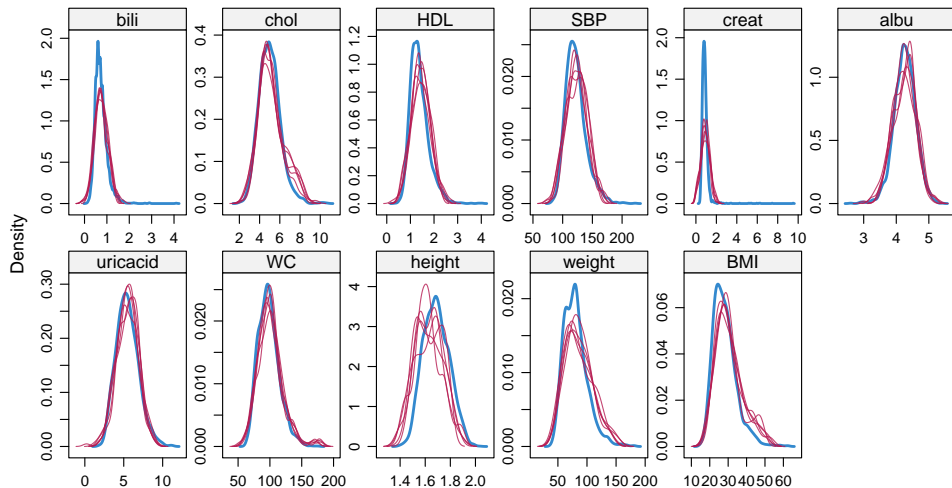 bili chol HDL SBP creat albu
0.0 0.5 1.0 1.5 2.0
0.0 0.1 0.2 0.3 0.4
0.0 0.2 0.4 0.6 0.8 1.0 1.2
0.000 0.010 0.020
0.0 0.5 1.0 1.5 2.0
0.0 0.5 1.0
0 1 2 3 4
2 4 6 8 10
0 1 2 3 4
50 100 150 200
0 2 4 6 8 10
3 4 5
Density
uricacid WC height weight BMI
0.00 0.10 0.20 0.30
0.000 0.010 0.020
0 1 2 3 4
0.000 0.010 0.020
0.00 0.02 0.04 0.06
0 5 10
50 100 150
1.4 1.6 1.8 2.0
50 100 150 200
10 20 30 40 50 60